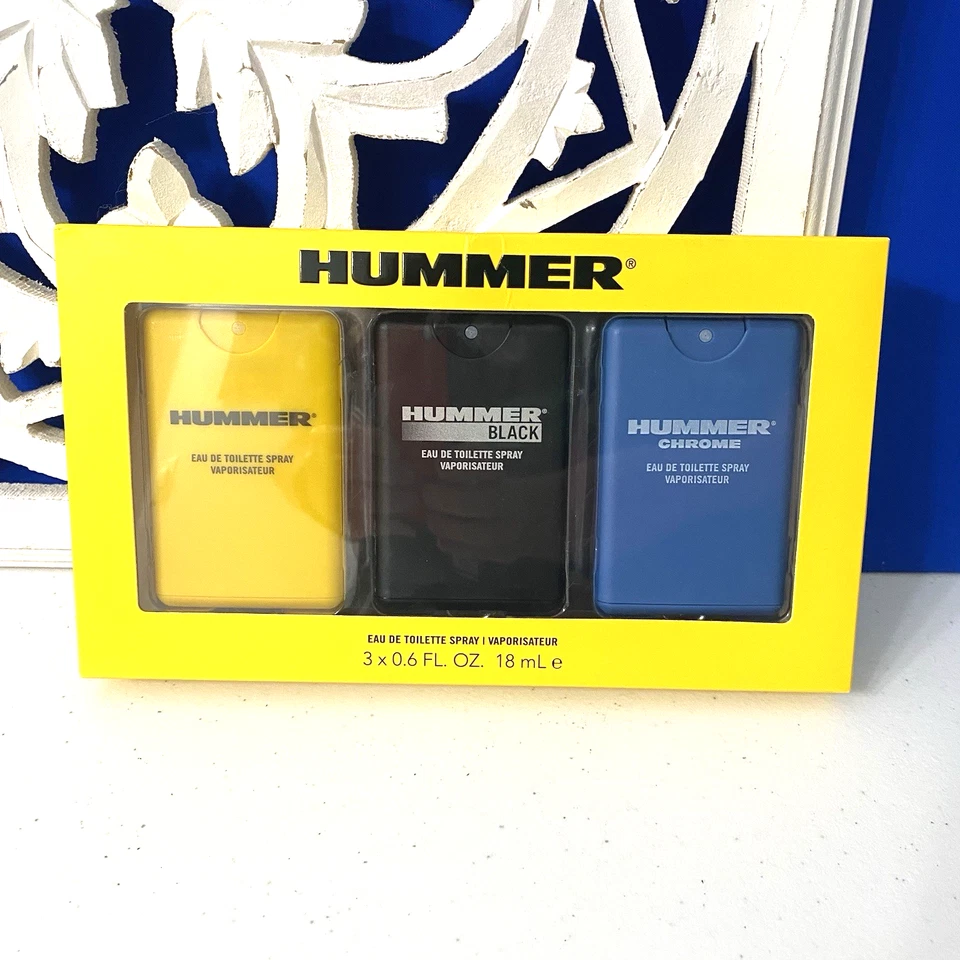 HUMMER®
HUMMER®
EAU DE TOILETTE SPRAY
VAPORISATEUR
HUMMER®
BLACK
EAU DE TOILETTE SPRAY
VAPORISATEUR
HUMMER®
CHROME
EAU DE TOILETTE SPRAY
VAPORISATEUR
EAU DE TOILETTE SPRAY | VAPORISATEUR
3 x 0.6 FL. OZ. 18 mL e